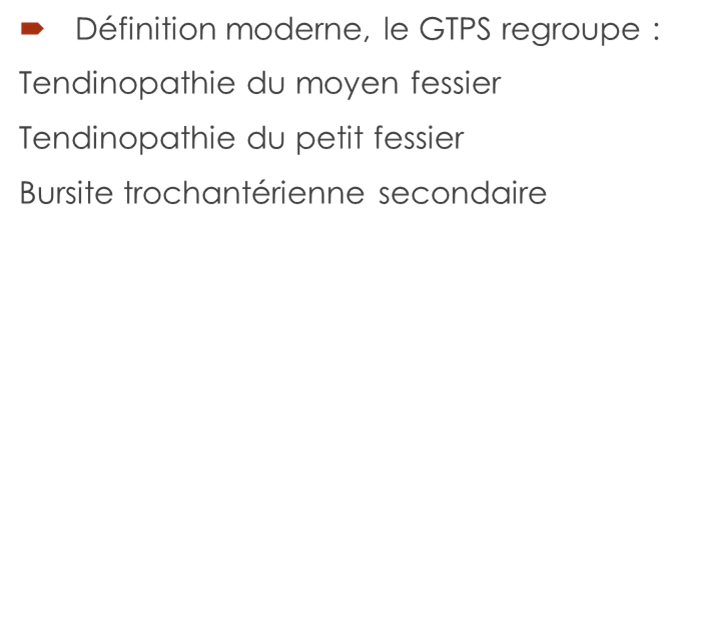 Définition moderne, le GTPS regroupe :
Tendinopathie du moyen fessier
Tendinopathie du petit fessier
Bursite trochantérienne secondaire